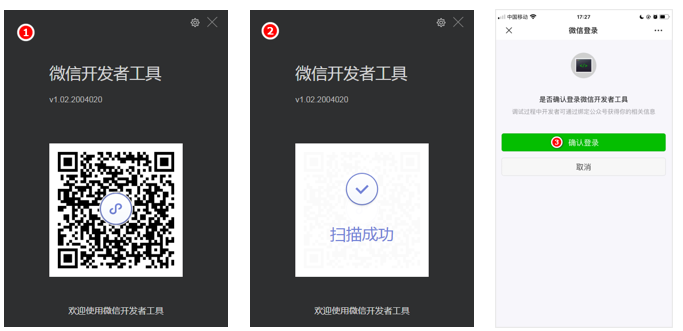 1
微信开发者工具
v1.02.2004020
欢迎使用微信开发者工具
2
微信开发者工具
v1.02.2004020
扫描成功
欢迎使用微信开发者工具
中国移动
17:27
微信登录
是否确认登录微信开发者工具
调试过程中开发者可通过绑定公众号获得你的相关信息
3 确认登录
取消